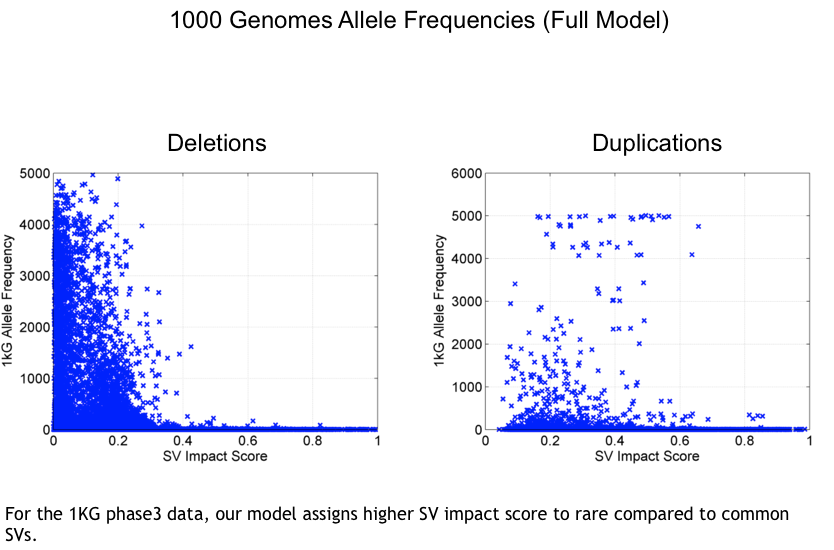 1000 Genomes Allele Frequencies (Full Model)
Deletions
5000
4000
3000
2000
1000
0
1kG Allele Frequency
0 0.2 0.4 0.6 0.8 1
SV Impact Score
Duplications
6000
5000
4000
3000
2000
1000
0
1kG Allele Frequency
0 0.2 0.4 0.6 0.8 1
SV Impact Score
For the 1KG phase3 data, our model assigns higher SV impact score to rare compared to common
SVs.